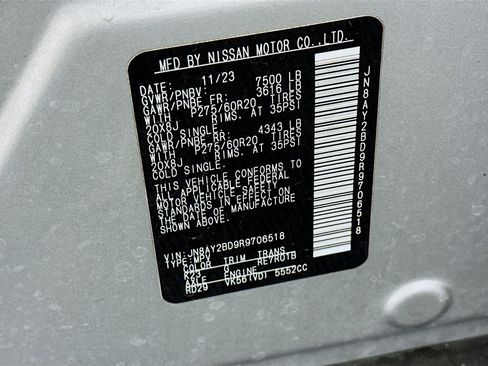 MFD BY NISSAN MOTOR CO.,LTD.
DATE: 11/23
GVWR/PNBV: 7500 LB
GAWR/PNBE FR: 3616 LB
WITH P275/60R20 TIRES
20X8J RIMS, AT 35PSI
COLD SINGLE.
GAWR/PNBE RR: 4343 LB
WITH P275/60R20 TIRES
20X8J RIMS, AT 35PSI
COLD SINGLE.
THIS VEHICLE CONFORMS TO
ALL APPLICABLE FEDERAL
MOTOR VEHICLE SAFETY
STANDARDS IN EFFECT ON
THE DATE OF MANUFACTURE
SHOWN ABOVE.
VIN: JN8AY2BD9R9706518
TYPE: MPV
COLOR TRIM TRANS
K23 G RE7R01B
AXLE ENGINE
RD29 VK56(VD) 5552CC
JN8AY2BD9R9706518